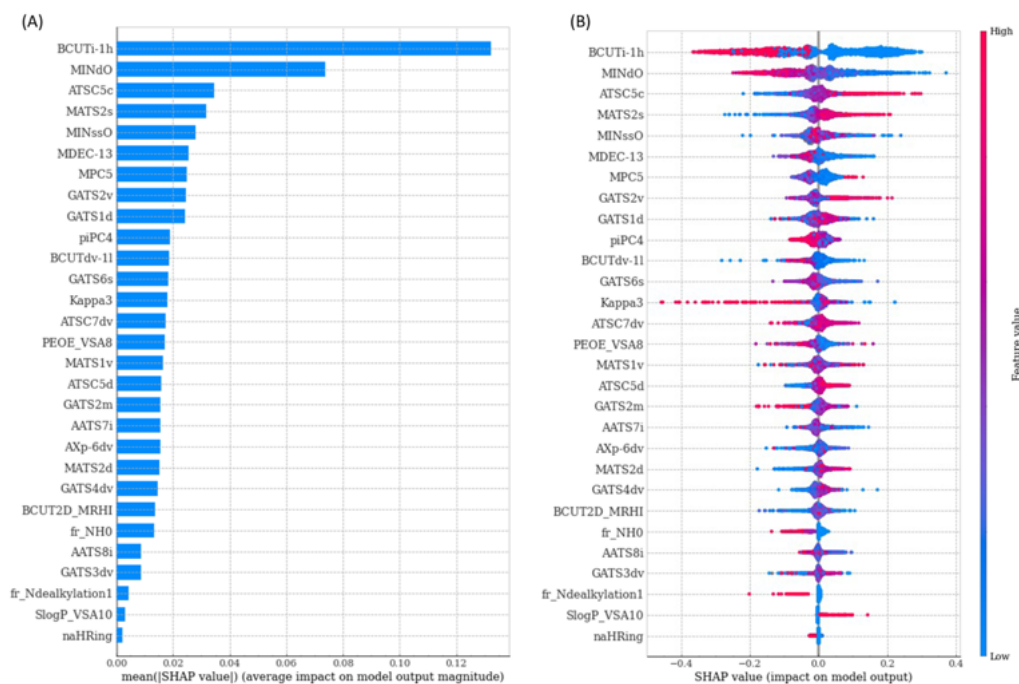 (A)
BCUTi-1h
MINdO
ATSC5c
MATS2s
MINssO
MDEC-13
MPC5
GATS2v
GATS1d
piPC4
BCUTdv-1l
GATS6s
Kappa3
ATSC7dv
PEOE_VSA8
MATS1v
ATSC5d
GATS2m
AATS7i
AXp-6dv
MATS2d
GATS4dv
BCUT2D_MRHI
fr_NH0
AATS8i
GATS3dv
fr_Ndealkylation1
SlogP_VSA10
naHRing
0.00 0.02 0.04 0.06 0.08 0.10 0.12
mean(|SHAP value|) (average impact on model output magnitude)
(B)
BCUTi-1h
MINdO
ATSC5c
MATS2s
MINssO
MDEC-13
MPC5
GATS2v
GATS1d
piPC4
BCUTdv-1l
GATS6s
Kappa3
ATSC7dv
PEOE_VSA8
MATS1v
ATSC5d
GATS2m
AATS7i
AXp-6dv
MATS2d
GATS4dv
BCUT2D_MRHI
fr_NH0
AATS8i
GATS3dv
fr_Ndealkylation1
SlogP_VSA10
naHRing
−0.4 −0.2 0.0 0.2 0.4
SHAP value (impact on model output)
High
Feature value
Low